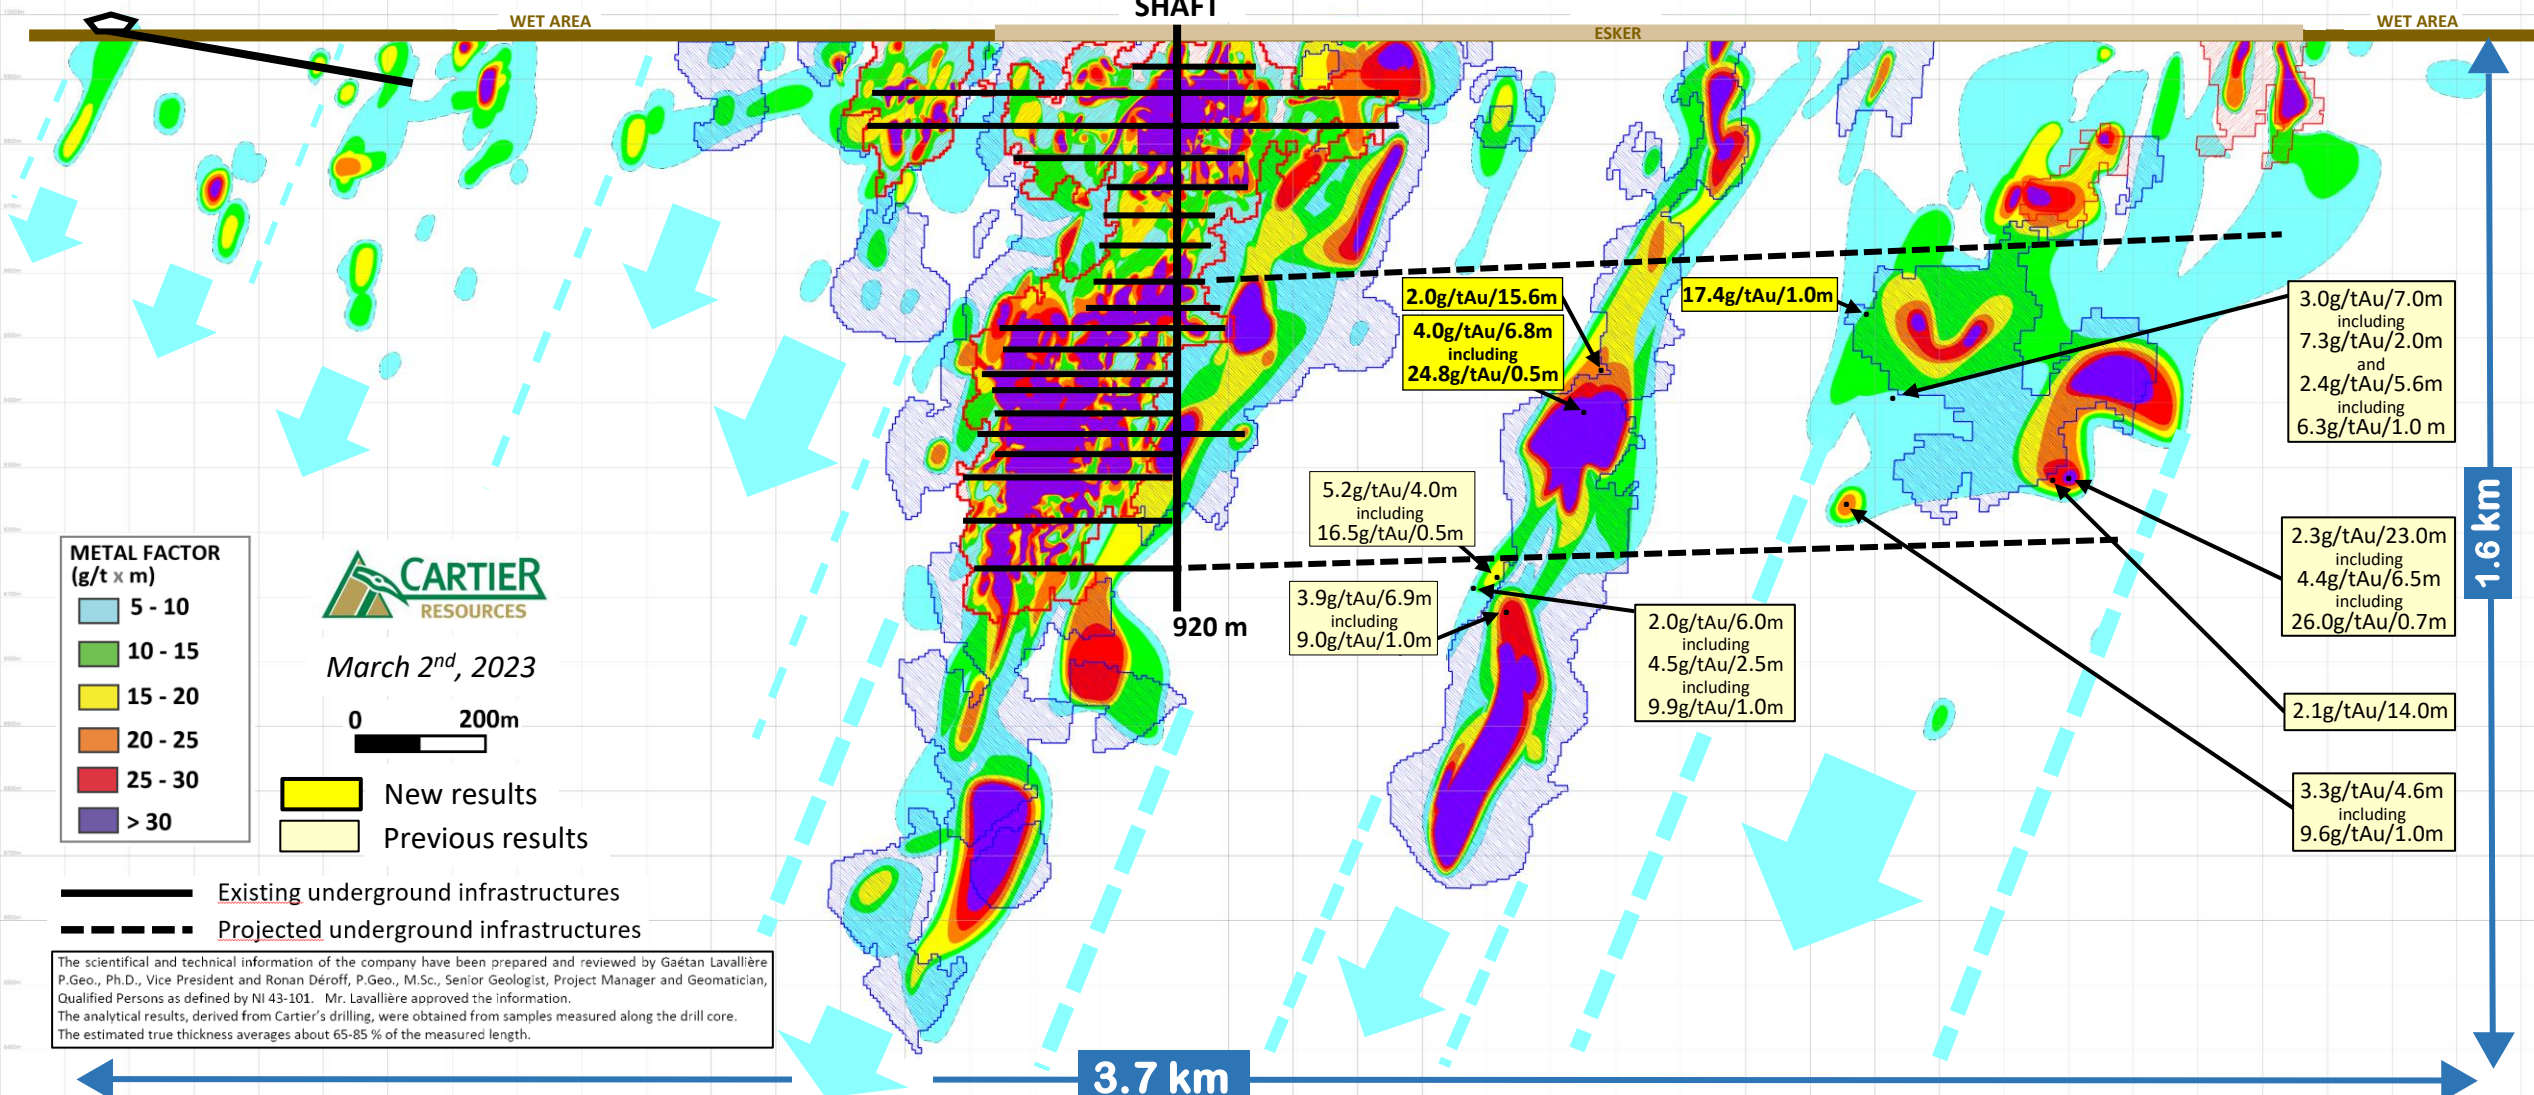 SHAFT
WET AREA
ESKER
WET AREA
2.0g/tAu/15.6m
4.0g/tAu/6.8m
including
24.8g/tAu/0.5m
17.4g/tAu/1.0m
3.0g/tAu/7.0m
including
7.3g/tAu/2.0m
and
2.4g/tAu/5.6m
including
6.3g/tAu/1.0 m
5.2g/tAu/4.0m
including
16.5g/tAu/0.5m
3.9g/tAu/6.9m
including
9.0g/tAu/1.0m
2.0g/tAu/6.0m
including
4.5g/tAu/2.5m
including
9.9g/tAu/1.0m
2.3g/tAu/23.0m
including
4.4g/tAu/6.5m
including
26.0g/tAu/0.7m
2.1g/tAu/14.0m
3.3g/tAu/4.6m
including
9.6g/tAu/1.0m
1.6 km
920 m
METAL FACTOR
(g/t x m)
5 - 10
10 - 15
15 - 20
20 - 25
25 - 30
> 30
CARTIER
RESOURCES
March 2nd, 2023
0 200m
New results
Previous results
Existing underground infrastructures
Projected underground infrastructures
The scientifical and technical information of the company have been prepared and reviewed by Gaétan Lavallière
P.Geo., Ph.D., Vice President and Ronan Déroff, P.Geo., M.Sc., Senior Geologist, Project Manager and Geomatician,
Qualified Persons as defined by NI 43-101. Mr. Lavallière approved the information.
The analytical results, derived from Cartier's drilling, were obtained from samples measured along the drill core.
The estimated true thickness averages about 65-85 % of the measured length.
3.7 km